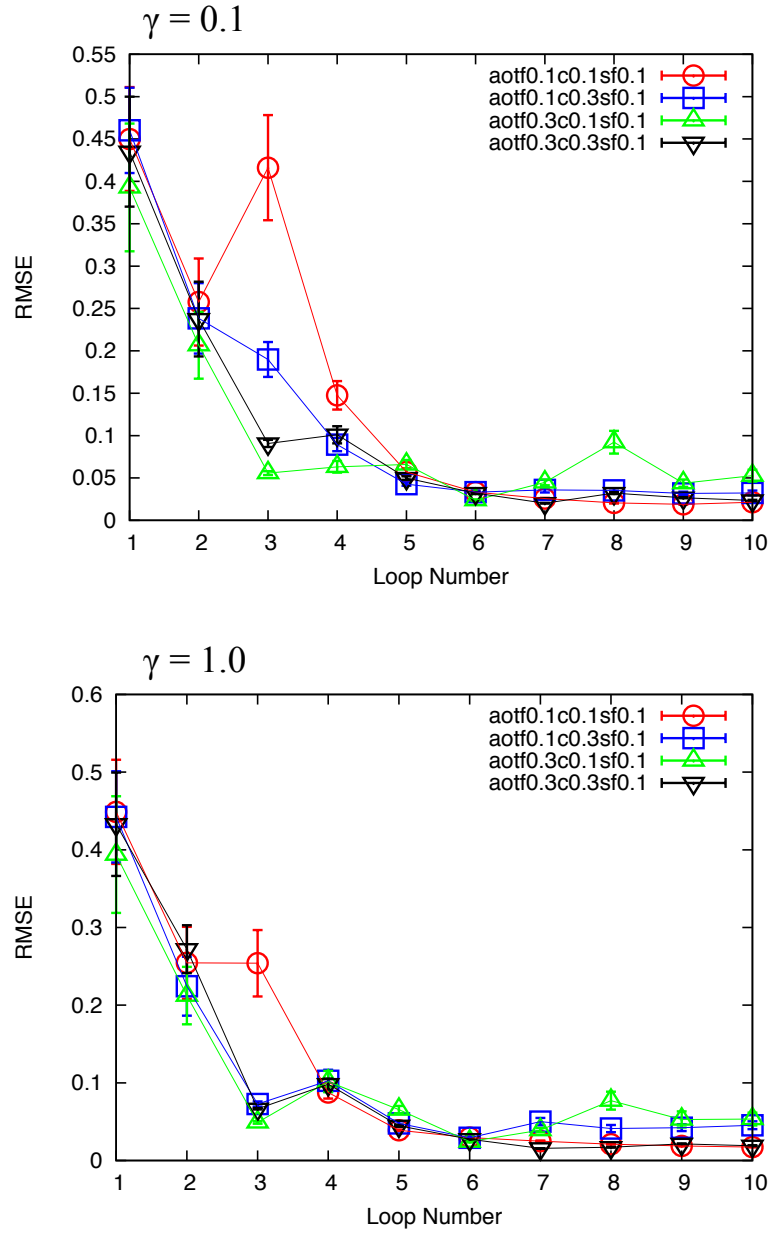 γ = 0.1
0.55
0.5
0.45
0.4
0.35
0.3
0.25
0.2
0.15
0.1
0.05
0
RMSE
aotf0.1c0.1sf0.1
aotf0.1c0.3sf0.1
aotf0.3c0.1sf0.1
aotf0.3c0.3sf0.1
1 2 3 4 5 6 7 8 9 10
Loop Number
γ = 1.0
0.6
0.5
0.4
0.3
0.2
0.1
0
RMSE
aotf0.1c0.1sf0.1
aotf0.1c0.3sf0.1
aotf0.3c0.1sf0.1
aotf0.3c0.3sf0.1
1 2 3 4 5 6 7 8 9 10
Loop Number